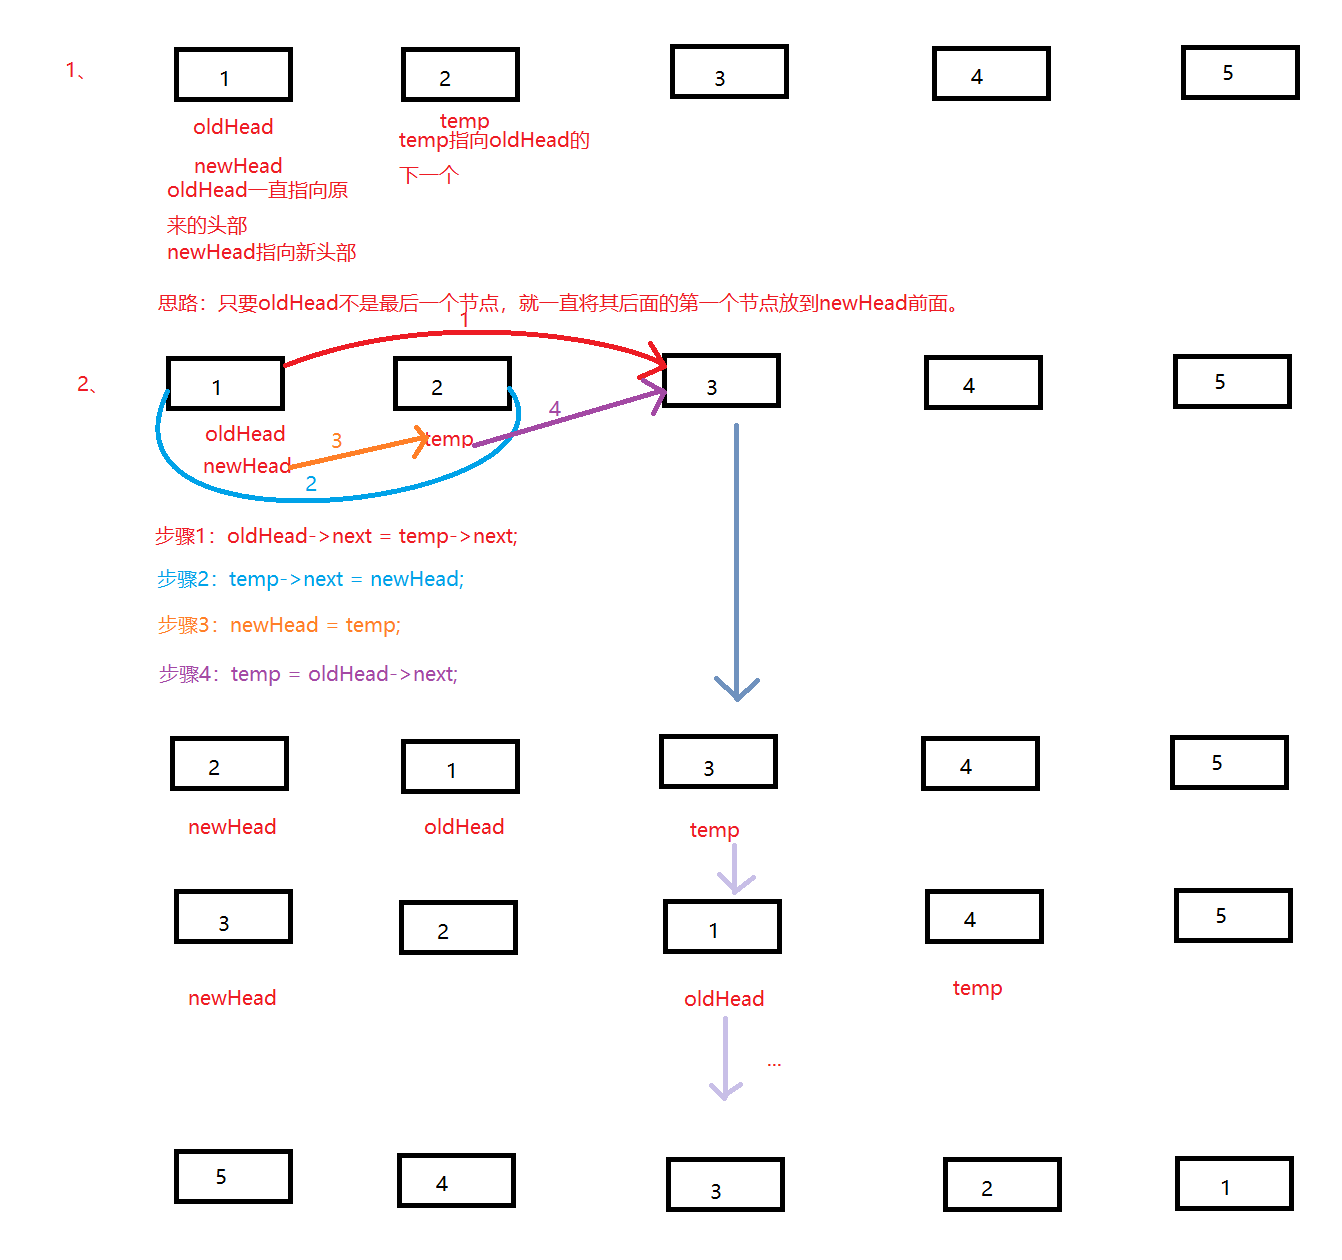 1、
1
2
3
4
5
oldHead
temp
newHead
temp指向oldHead的
下一个
oldHead一直指向原
来的头部
newHead指向新头部
思路：只要oldHead不是最后一个节点，就一直将其后面的第一个节点放到newHead前面。
1
2、
1
2
3
4
5
4
oldHead
3
temp
newHead
2
步骤1：oldHead->next = temp->next;
步骤2：temp->next = newHead;
步骤3：newHead = temp;
步骤4：temp = oldHead->next;
2
1
3
4
5
newHead
oldHead
temp
3
2
1
4
5
newHead
oldHead
temp
...
5
4
3
2
1